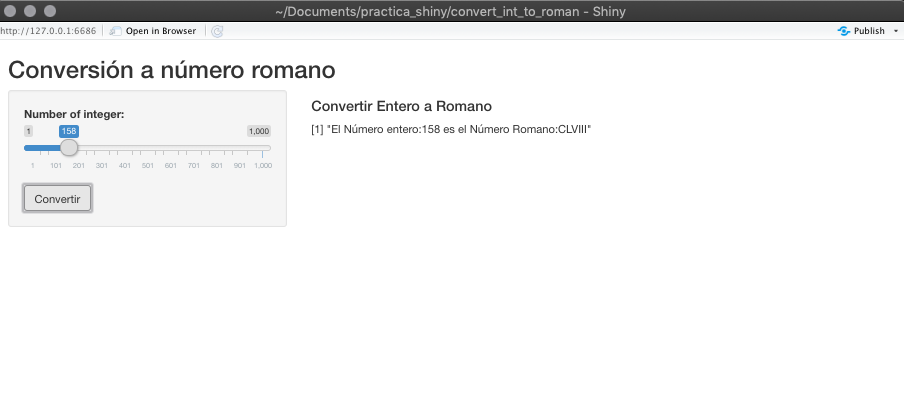 ~/Documents/practica_shiny/convert_int_to_roman - Shiny
http://127.0.0.1:6686 Open in Browser Publish
Conversión a número romano
Number of integer:
1 158 1,000
1 101 201 301 401 501 601 701 801 901 1,000
Convertir
Convertir Entero a Romano
[1] "El Número entero:158 es el Número Romano:CLVIII"